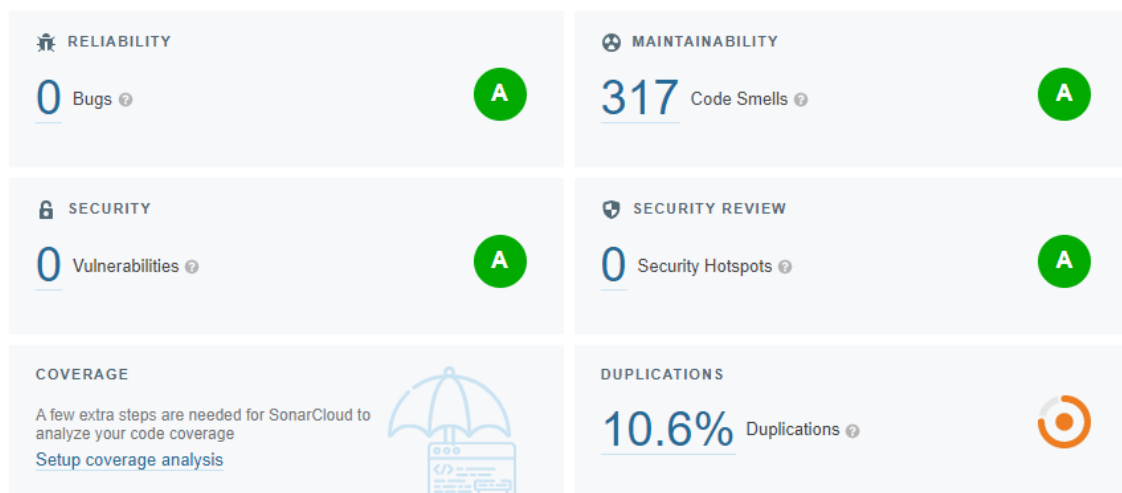 RELIABILITY
0 Bugs ?
A
MAINTAINABILITY
317 Code Smells ?
A
SECURITY
0 Vulnerabilities ?
A
SECURITY REVIEW
0 Security Hotspots ?
A
COVERAGE
A few extra steps are needed for SonarCloud to
analyze your code coverage
Setup coverage analysis
</>
DUPLICATIONS
10.6% Duplications ?